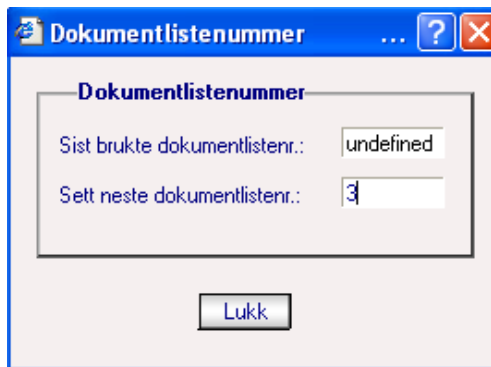 Dokumentlistenummer ... ?
Dokumentlistenummer
Sist brukte dokumentlistenr.: undefined
Sett neste dokumentlistenr.: 3
Lukk